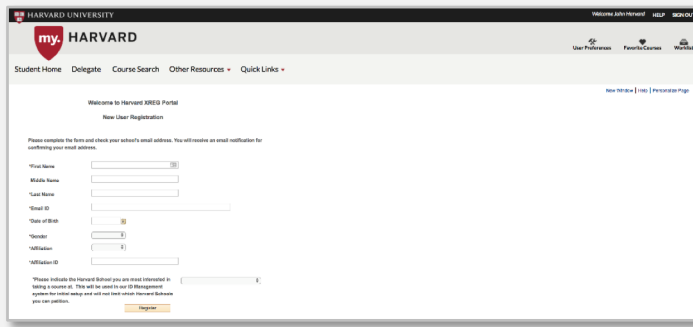 HARVARD UNIVERSITY
Welcome John Harvard HELP SIGN OUT
my. HARVARD
User Preferences Favorite Courses Worklist
Student Home Delegate Course Search Other Resources Quick Links
New Window | Help | Personalize Page
Welcome to Harvard XREG Portal
New User Registration
Please complete the form and check your school's email address. You will receive an email notification for
confirming your email address.
*First Name
Middle Name
*Last Name
*Email ID
*Date of Birth
*Gender
*Affiliation
*Affiliation ID
*Please indicate the Harvard School you are most interested in
taking a course at. This will be used in our ID Management
system for initial setup and will not limit which Harvard Schools
you can petition.
Register